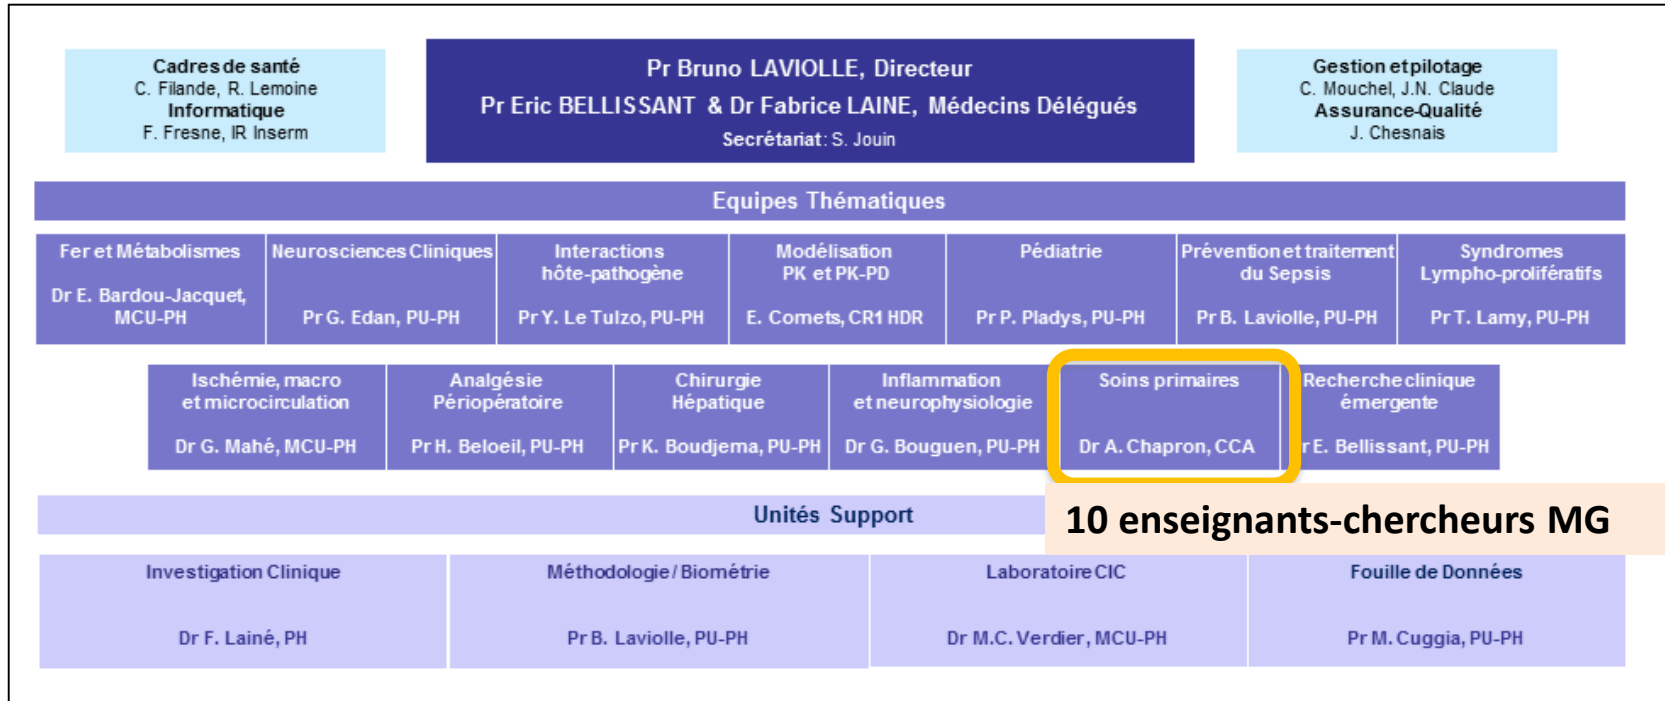 Cadres de santé
C. Filande, R. Lemoine
Informatique
F. Fresne, IR Inserm
Pr Bruno LAVIOLLE, Directeur
Pr Eric BELLISSANT & Dr Fabrice LAINE, Médecins Délégués
Secrétariat: S. Jouin
Gestion et pilotage
C. Mouchel, J.N. Claude
Assurance-Qualité
J. Chesnais
Equipes Thématiques
Fer et Métabolismes
Dr E. Bardou-Jacquet,
MCU-PH
Neurosciences Cliniques
Pr G. Edan, PU-PH
Interactions
hôte-pathogène
Pr Y. Le Tulzo, PU-PH
Modélisation
PK et PK-PD
E. Comets, CR1 HDR
Pédiatrie
Pr P. Pladys, PU-PH
Prévention et traitement
du Sepsis
Pr B. Laviolle, PU-PH
Syndromes
Lympho-prolifératifs
Pr T. Lamy, PU-PH
Ischémie, macro
et microcirculation
Dr G. Mahé, MCU-PH
Analgésie
Périopératoire
Pr H. Beloeil, PU-PH
Chirurgie
Hépatique
Pr K. Boudjema, PU-PH
Inflammation
et neurophysiologie
Dr G. Bouguen, PU-PH
Soins primaires
Dr A. Chapron, CCA
Recherche clinique
émergente
r E. Bellissant, PU-PH
Unités Support
10 enseignants-chercheurs MG
Investigation Clinique
Dr F. Lainé, PH
Méthodologie / Biométrie
Pr B. Laviolle, PU-PH
Laboratoire CIC
Dr M.C. Verdier, MCU-PH
Fouille de Données
Pr M. Cuggia, PU-PH